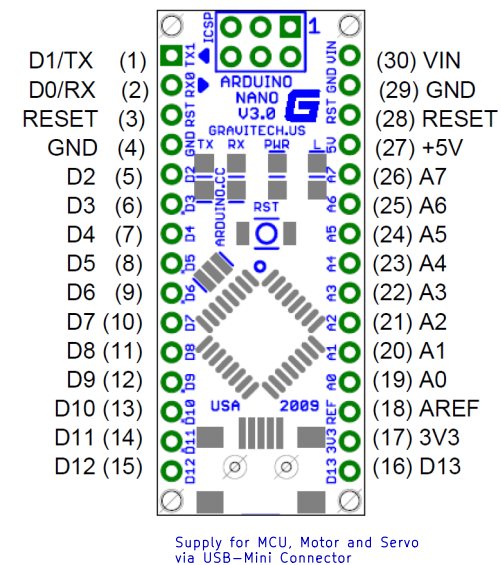 ICSP
1
D1/TX (1) TX1 VIN (30) VIN
D0/RX (2) RX0 ARDUINO GND (29) GND
NANO
RESET (3) RST V3.0 G RST (28) RESET
GRAVITECH.US
GND (4) GND TX RX PWR L 5V (27) +5V
D2 (5) D2 A7 (26) A7
ARDUINO.CC
D3 (6) D3 RST A6 (25) A6
D4 (7) D4 A5 (24) A5
D5 (8) D5 A4 (23) A4
D6 (9) D6 A3 (22) A3
D7 (10) D7 A2 (21) A2
D8 (11) D8 A1 (20) A1
D9 (12) D9 A0 (19) A0
D10 (13) D10 USA 2009 REF (18) AREF
D11 (14) D11 3V3 (17) 3V3
D12 (15) D12 D13 (16) D13
Supply for MCU, Motor and Servo
via USB-Mini Connector